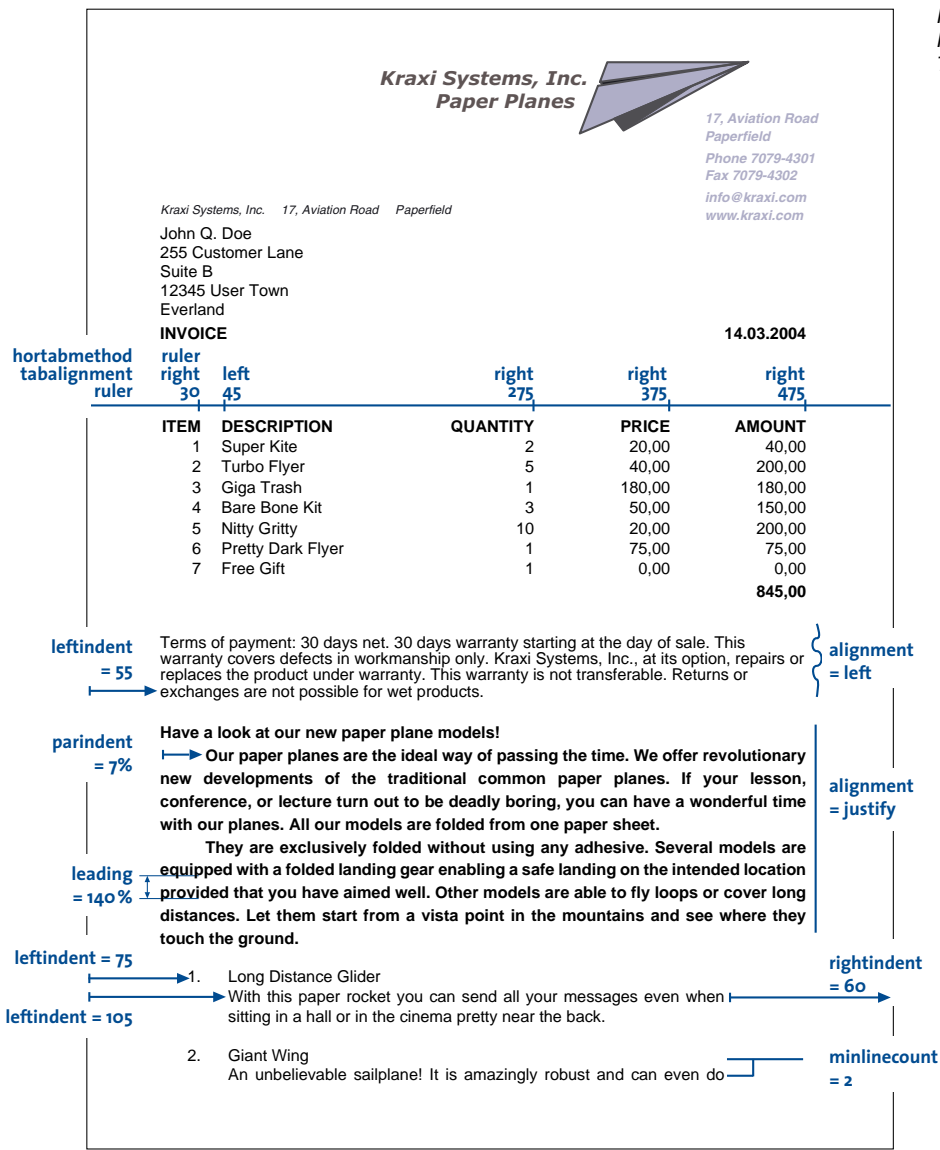 Kraxi Systems, Inc.
Paper Planes
17, Aviation Road
Paperfield
Phone 7079-4301
Fax 7079-4302
info@kraxi.com
www.kraxi.com
Kraxi Systems, Inc. 17, Aviation Road Paperfield
John Q. Doe
255 Customer Lane
Suite B
12345 User Town
Everland
INVOICE 14.03.2004
hortabmethod ruler
tabalignment right left right right right
ruler 30 45 275 375 475
ITEM DESCRIPTION QUANTITY PRICE AMOUNT
1 Super Kite 2 20,00 40,00
2 Turbo Flyer 5 40,00 200,00
3 Giga Trash 1 180,00 180,00
4 Bare Bone Kit 3 50,00 150,00
5 Nitty Gritty 10 20,00 200,00
6 Pretty Dark Flyer 1 75,00 75,00
7 Free Gift 1 0,00 0,00
845,00
leftindent
= 55
Terms of payment: 30 days net. 30 days warranty starting at the day of sale. This
warranty covers defects in workmanship only. Kraxi Systems, Inc., at its option, repairs or
replaces the product under warranty. This warranty is not transferable. Returns or
exchanges are not possible for wet products.
alignment
= left
parindent
= 7%
Have a look at our new paper plane models!
Our paper planes are the ideal way of passing the time. We offer revolutionary
new developments of the traditional common paper planes. If your lesson,
conference, or lecture turn out to be deadly boring, you can have a wonderful time
with our planes. All our models are folded from one paper sheet.
alignment
= justify
They are exclusively folded without using any adhesive. Several models are
equipped with a folded landing gear enabling a safe landing on the intended location
provided that you have aimed well. Other models are able to fly loops or cover long
distances. Let them start from a vista point in the mountains and see where they
touch the ground.
leading
= 140%
leftindent = 75
1. Long Distance Glider
With this paper rocket you can send all your messages even when
sitting in a hall or in the cinema pretty near the back.
leftindent = 105
rightindent
= 60
2. Giant Wing
An unbelievable sailplane! It is amazingly robust and can even do
minlinecount
= 2